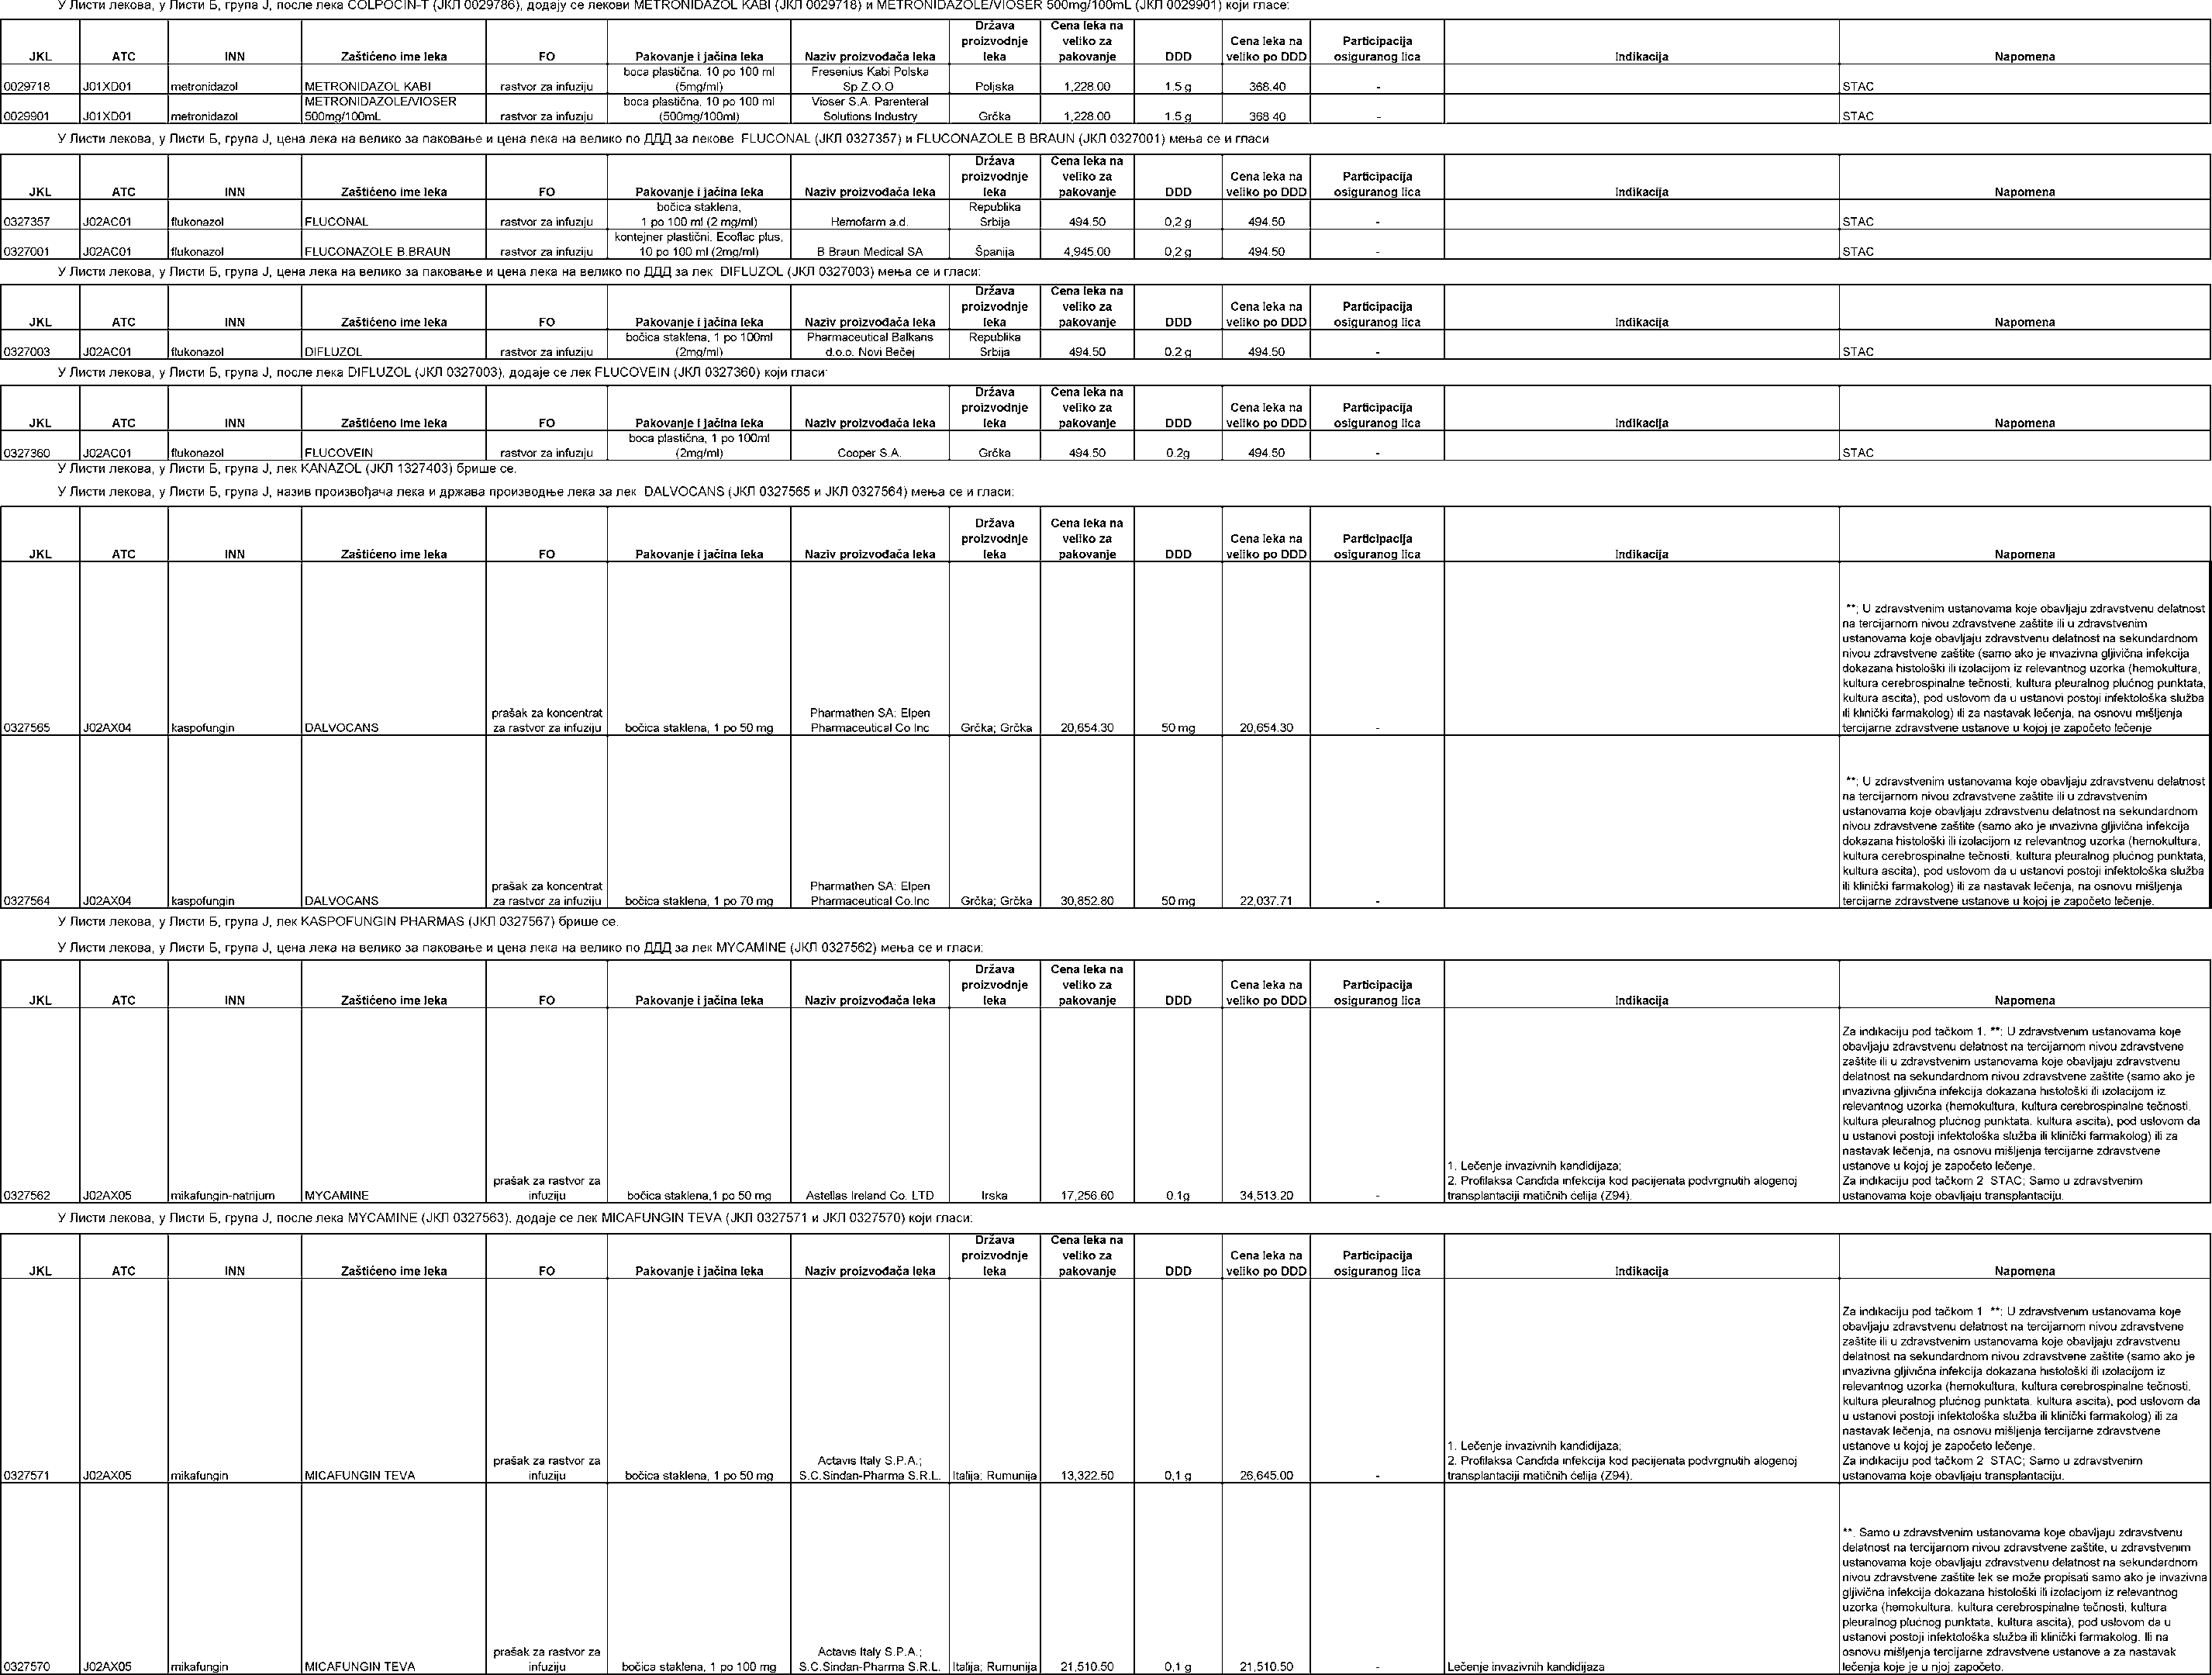 У Листи лекова, у Листи Б, група Ј, после лека COLPOCIN-T (ЈКЛ 0029786), додају се лекови METRONIDAZOL KABI (ЈКЛ 0029718) и METRONIDAZOLE/VIOSER 500mg/100mL (ЈКЛ 0029901) који гласе:
JKL ATC INN Zaštićeno ime leka FO Pakovanje i jačina leka Naziv proizvođača leka Država proizvodnje leka Cena leka na veliko za pakovanje DDD Cena leka na veliko po DDD Participacija osiguranog lica Indikacija Napomena
0029718 J01XD01 metronidazol METRONIDAZOL KABI rastvor za infuziju boca plastična, 10 po 100 ml (5mg/ml) Fresenius Kabi Polska Sp Z.O.O Poljska 1,228.00 1.5 g 368.40 - STAC
0029901 J01XD01 metronidazol METRONIDAZOLE/VIOSER 500mg/100mL rastvor za infuziju boca plastična, 10 po 100 ml (500mg/100ml) Vioser S.A. Parenteral Solutions Industry Grčka 1,228.00 1.5 g 368.40 - STAC
У Листи лекова, у Листи Б, група Ј, цена лека на велико за паковање и цена лека на велико по ДДД за лекове FLUCONAL (ЈКЛ 0327357) и FLUCONAZOLE B BRAUN (ЈКЛ 0327001) мења се и гласи
JKL ATC INN Zaštićeno ime leka FO Pakovanje i jačina leka Naziv proizvođača leka Država proizvodnje leka Cena leka na veliko za pakovanje DDD Cena leka na veliko po DDD Participacija osiguranog lica Indikacija Napomena
0327357 J02AC01 flukonazol FLUCONAL rastvor za infuziju bočica staklena, 1 po 100 ml (2 mg/ml) Hemofarm a.d. Republika Srbija 494.50 0,2 g 494.50 - STAC
0327001 J02AC01 flukonazol FLUCONAZOLE B.BRAUN rastvor za infuziju kontejner plastični, Ecoflac plus, 10 po 100 ml (2mg/ml) B Braun Medical SA Španija 4,945.00 0,2 g 494.50 - STAC
У Листи лекова, у Листи Б, група Ј, цена лека на велико за паковање и цена лека на велико по ДДД за лек DIFLUZOL (ЈКЛ 0327003) мења се и гласи:
JKL ATC INN Zaštićeno ime leka FO Pakovanje i jačina leka Naziv proizvođača leka Država proizvodnje leka Cena leka na veliko za pakovanje DDD Cena leka na veliko po DDD Participacija osiguranog lica Indikacija Napomena
0327003 J02AC01 flukonazol DIFLUZOL rastvor za infuziju bočica staklena, 1 po 100ml (2mg/ml) Pharmaceutical Balkans d.o.o. Novi Bečej Republika Srbija 494.50 0.2 g 494.50 - STAC
У Листи лекова, у Листи Б, група Ј, после лека DIFLUZOL (ЈКЛ 0327003), додаје се лек FLUCOVEIN (ЈКЛ 0327360) који гласи:
JKL ATC INN Zaštićeno ime leka FO Pakovanje i jačina leka Naziv proizvođača leka Država proizvodnje leka Cena leka na veliko za pakovanje DDD Cena leka na veliko po DDD Participacija osiguranog lica Indikacija Napomena
0327360 J02AC01 flukonazol FLUCOVEIN rastvor za infuziju boca plastična, 1 po 100ml (2mg/ml) Cooper S.A. Grčka 494.50 0.2g 494.50 - STAC
У Листи лекова, у Листи Б, група Ј, лек KANAZOL (ЈКЛ 1327403) брише се.
У Листи лекова, у Листи Б, група Ј, назив произвођача лека и држава производње лека за лек DALVOCANS (ЈКЛ 0327565 и ЈКЛ 0327564) мења се и гласи:
JKL ATC INN Zaštićeno ime leka FO Pakovanje i jačina leka Naziv proizvođača leka Država proizvodnje leka Cena leka na veliko za pakovanje DDD Cena leka na veliko po DDD Participacija osiguranog lica Indikacija Napomena
0327565 J02AX04 kaspofungin DALVOCANS prašak za koncentrat za rastvor za infuziju bočica staklena, 1 po 50 mg Pharmathen SA; Elpen Pharmaceutical Co Inc Grčka; Grčka 20,654.30 50 mg 20,654.30 -
**; U zdravstvenim ustanovama koje obavljaju zdravstvenu delatnost
na tercijarnom nivou zdravstvene zaštite ili u zdravstvenim
ustanovama koje obavljaju zdravstvenu delatnost na sekundardnom
nivou zdravstvene zaštite (samo ako je invazivna gljivična infekcija
dokazana histološki ili izolacijom iz relevantnog uzorka (hemokultura,
kultura cerebrospinalne tečnosti, kultura pleuralnog plućnog punktata,
kultura ascita), pod uslovom da u ustanovi postoji infektološka služba
ili klinički farmakolog) ili za nastavak lečenja, na osnovu mišljenja
tercijarne zdravstvene ustanove u kojoj je započeto lečenje
0327564 J02AX04 kaspofungin DALVOCANS prašak za koncentrat za rastvor za infuziju bočica staklena, 1 po 70 mg Pharmathen SA; Elpen Pharmaceutical Co.Inc Grčka; Grčka 30,852.80 50 mg 22,037.71 -
**; U zdravstvenim ustanovama koje obavljaju zdravstvenu delatnost
na tercijarnom nivou zdravstvene zaštite ili u zdravstvenim
ustanovama koje obavljaju zdravstvenu delatnost na sekundardnom
nivou zdravstvene zaštite (samo ako je invazivna gljivična infekcija
dokazana histološki ili izolacijom iz relevantnog uzorka (hemokultura,
kultura cerebrospinalne tečnosti, kultura pleuralnog plućnog punktata,
kultura ascita), pod uslovom da u ustanovi postoji infektološka služba
ili klinički farmakolog) ili za nastavak lečenja, na osnovu mišljenja
tercijarne zdravstvene ustanove u kojoj je započeto lečenje.
У Листи лекова, у Листи Б, група Ј, лек KASPOFUNGIN PHARMAS (ЈКЛ 0327567) брише се.
У Листи лекова, у Листи Б, група Ј, цена лека на велико за паковање и цена лека на велико по ДДД за лек MYCAMINE (ЈКЛ 0327562) мења се и гласи:
JKL ATC INN Zaštićeno ime leka FO Pakovanje i jačina leka Naziv proizvođača leka Država proizvodnje leka Cena leka na veliko za pakovanje DDD Cena leka na veliko po DDD Participacija osiguranog lica Indikacija Napomena
0327562 J02AX05 mikafungin-natrijum MYCAMINE prašak za rastvor za infuziju bočica staklena,1 po 50 mg Astellas Ireland Co. LTD Irska 17,256.60 0.1g 34,513.20 -
1. Lečenje invazivnih kandidijaza;
2. Profilaksa Candida infekcija kod pacijenata podvrgnutih alogenoj
transplantaciji matičnih ćelija (Z94).
Za indikaciju pod tačkom 1. **; U zdravstvenim ustanovama koje
obavljaju zdravstvenu delatnost na tercijarnom nivou zdravstvene
zaštite ili u zdravstvenim ustanovama koje obavljaju zdravstvenu
delatnost na sekundardnom nivou zdravstvene zaštite (samo ako je
invazivna gljivična infekcija dokazana histološki ili izolacijom iz
relevantnog uzorka (hemokultura, kultura cerebrospinalne tečnosti,
kultura pleuralnog plućnog punktata, kultura ascita), pod uslovom da
u ustanovi postoji infektološka služba ili klinički farmakolog) ili za
nastavak lečenja, na osnovu mišljenja tercijarne zdravstvene
ustanove u kojoj je započeto lečenje.
Za indikaciju pod tačkom 2 STAC; Samo u zdravstvenim
ustanovama koje obavljaju transplantaciju.
У Листи лекова, у Листи Б, група Ј, после лека MYCAMINE (ЈКЛ 0327563), додаје се лек MICAFUNGIN TEVA (ЈКЛ 0327571 и ЈКЛ 0327570) који гласи:
JKL ATC INN Zaštićeno ime leka FO Pakovanje i jačina leka Naziv proizvođača leka Država proizvodnje leka Cena leka na veliko za pakovanje DDD Cena leka na veliko po DDD Participacija osiguranog lica Indikacija Napomena
0327571 J02AX05 mikafungin MICAFUNGIN TEVA prašak za rastvor za infuziju bočica staklena, 1 po 50 mg Actavis Italy S.P.A.; S.C.Sindan-Pharma S.R.L. Italija; Rumunija 13,322.50 0,1 g 26,645.00 -
1. Lečenje invazivnih kandidijaza;
2. Profilaksa Candida infekcija kod pacijenata podvrgnutih alogenoj
transplantaciji matičnih ćelija (Z94).
Za indikaciju pod tačkom 1 **; U zdravstvenim ustanovama koje
obavljaju zdravstvenu delatnost na tercijarnom nivou zdravstvene
zaštite ili u zdravstvenim ustanovama koje obavljaju zdravstvenu
delatnost na sekundardnom nivou zdravstvene zaštite (samo ako je
invazivna gljivična infekcija dokazana histološki ili izolacijom iz
relevantnog uzorka (hemokultura, kultura cerebrospinalne tečnosti,
kultura pleuralnog plućnog punktata, kultura ascita), pod uslovom da
u ustanovi postoji infektološka služba ili klinički farmakolog) ili za
nastavak lečenja, na osnovu mišljenja tercijarne zdravstvene
ustanove u kojoj je započeto lečenje.
Za indikaciju pod tačkom 2 STAC; Samo u zdravstvenim
ustanovama koje obavljaju transplantaciju.
0327570 J02AX05 mikafungin MICAFUNGIN TEVA prašak za rastvor za infuziju bočica staklena, 1 po 100 mg Actavis Italy S.P.A.; S.C.Sindan-Pharma S.R.L. Italija; Rumunija 21,510.50 0,1 g 21,510.50 - Lečenje invazivnih kandidijaza
**. Samo u zdravstvenim ustanovama koje obavljaju zdravstvenu
delatnost na tercijarnom nivou zdravstvene zaštite, u zdravstvenim
ustanovama koje obavljaju zdravstvenu delatnost na sekundardnom
nivou zdravstvene zaštite lek se može propisati samo ako je invazivna
gljivična infekcija dokazana histološki ili izolacijom iz relevantnog
uzorka (hemokultura, kultura cerebrospinalne tečnosti, kultura
pleuralnog plućnog punktata, kultura ascita), pod uslovom da u
ustanovi postoji infektološka služba ili klinički farmakolog. Ili na
osnovu mišljenja tercijarne zdravstvene ustanove a za nastavak
lečenja koje je u njoj započeto.